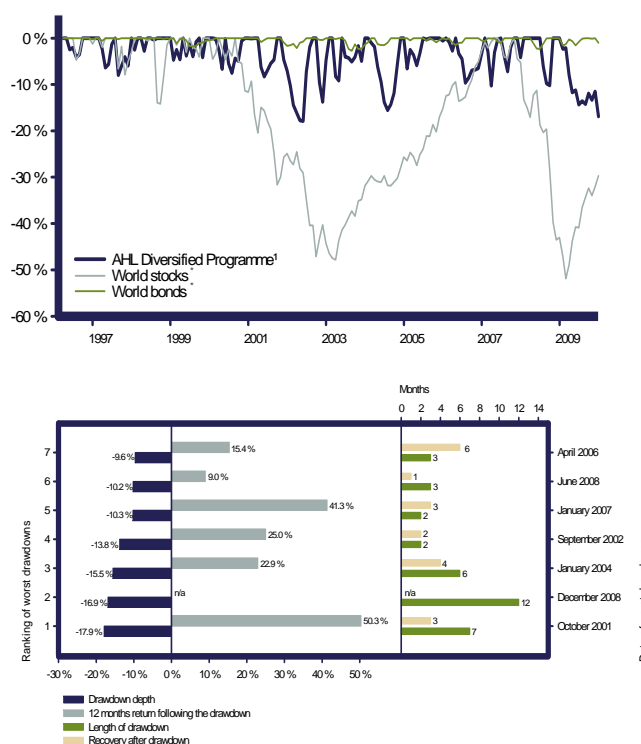 0 %
-10 %
-20 %
-30 %
-40 %
-50 %
-60 %
AHL Diversified Programme¹
World stocks*
World bonds*
1997 1999 2001 2003 2005 2007 2009
Months
0 2 4 6 8 10 12 14
Ranking of worst drawdowns
7 -9.6 % 15.4 % 6 3 April 2006
6 -10.2 % 9.0 % 1 3 June 2008
5 -10.3 % 41.3 % 3 2 January 2007
4 -13.8 % 25.0 % 2 2 September 2002
3 -15.5 % 22.9 % 4 6 January 2004
2 -16.9 % n/a n/a 12 December 2008
1 -17.9 % 50.3 % 3 7 October 2001
-30 % -20 % -10 % 0 % 10 % 20 % 30 % 40 % 50 %
Drawdown depth
12 months return following the drawdown
Length of drawdown
Recovery after drawdown